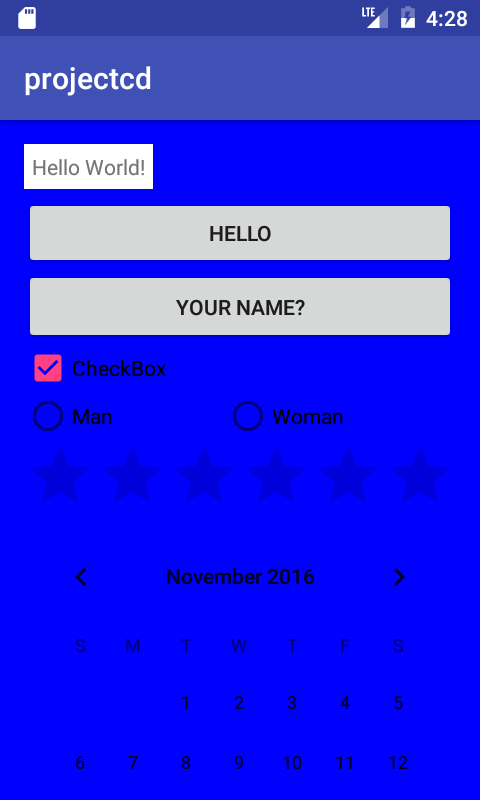 LTE 4:28
projectcd
Hello World!
HELLO
YOUR NAME?
CheckBox
Man Woman
November 2016
S M T W T F S
1 2 3 4 5
6 7 8 9 10 11 12